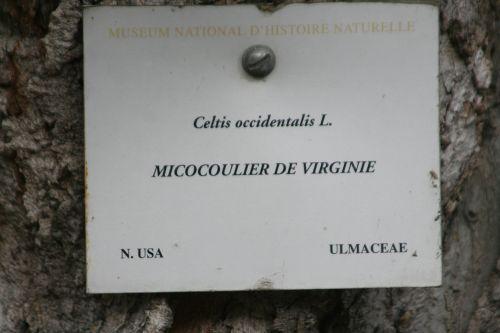 MUSEUM NATIONAL D'HISTOIRE NATURELLE
Celtis occidentalis L.
MICOCOULIER DE VIRGINIE
N. USA ULMACEAE